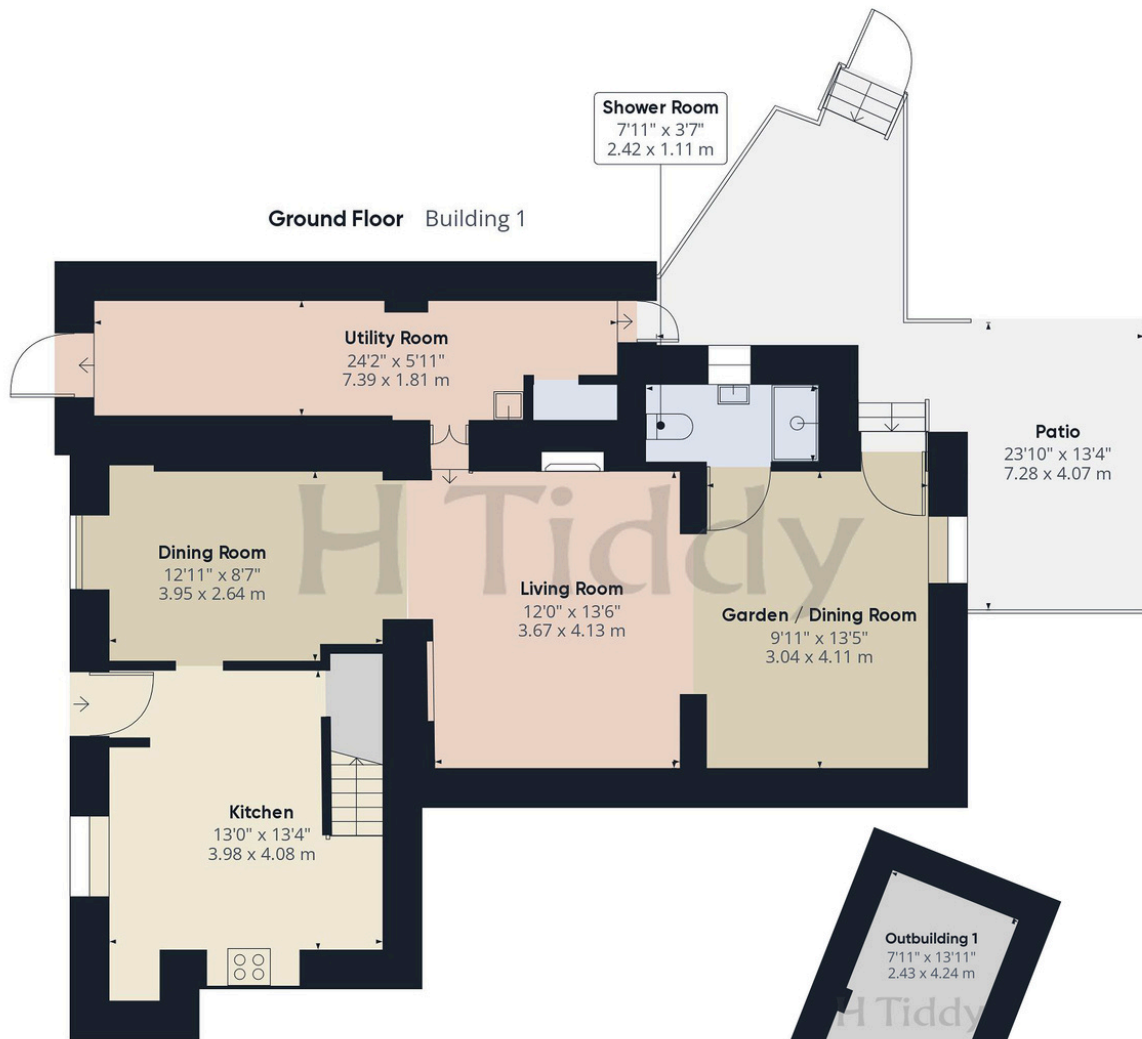 Shower Room
7'11" x 3'7"
2.42 x 1.11 m
Ground Floor Building 1
Utility Room
24'2" x 5'11"
7.39 x 1.81 m
Patio
23'10" x 13'4"
7.28 x 4.07 m
H Tiddy
Dining Room
12'11" x 8'7"
3.95 x 2.64 m
Living Room
12'0" x 13'6"
3.67 x 4.13 m
Garden / Dining Room
9'11" x 13'5"
3.04 x 4.11 m
Kitchen
13'0" x 13'4"
3.98 x 4.08 m
Outbuilding 1
7'11" x 13'11"
2.43 x 4.24 m
H Tiddy